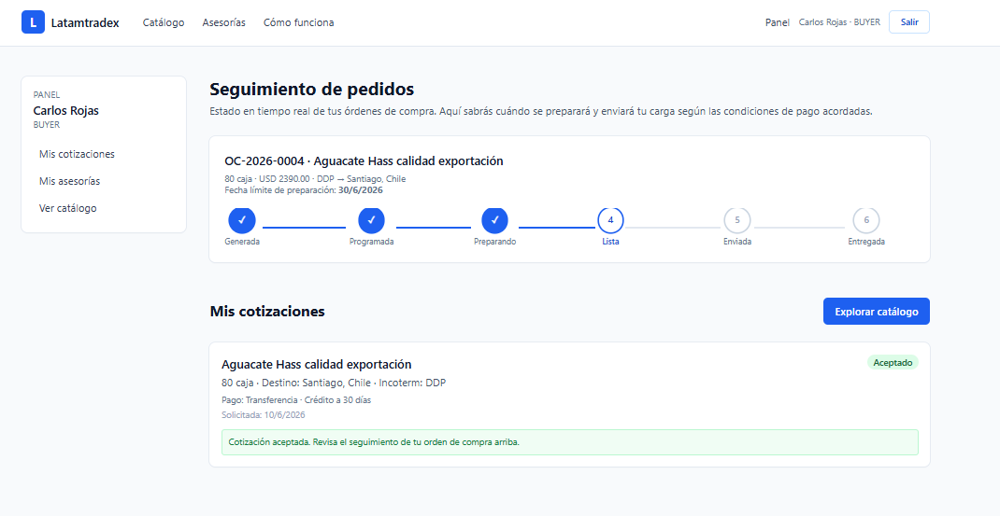 L Latamtradex Catálogo Asesorías Cómo funciona Panel Carlos Rojas · BUYER Salir
PANEL
Carlos Rojas
BUYER
Mis cotizaciones
Mis asesorías
Ver catálogo
Seguimiento de pedidos
Estado en tiempo real de tus órdenes de compra. Aquí sabrás cuándo se preparará y enviará tu carga según las condiciones de pago acordadas.
OC-2026-0004 · Aguacate Hass calidad exportación
80 caja · USD 2390.00 · DDP → Santiago, Chile
Fecha límite de preparación: 30/6/2026
✓ ✓ ✓ 4 5 6
Generada Programada Preparando Lista Enviada Entregada
Mis cotizaciones Explorar catálogo
Aguacate Hass calidad exportación Aceptado
80 caja · Destino: Santiago, Chile · Incoterm: DDP
Pago: Transferencia · Crédito a 30 días
Solicitada: 10/6/2026
Cotización aceptada. Revisa el seguimiento de tu orden de compra arriba.